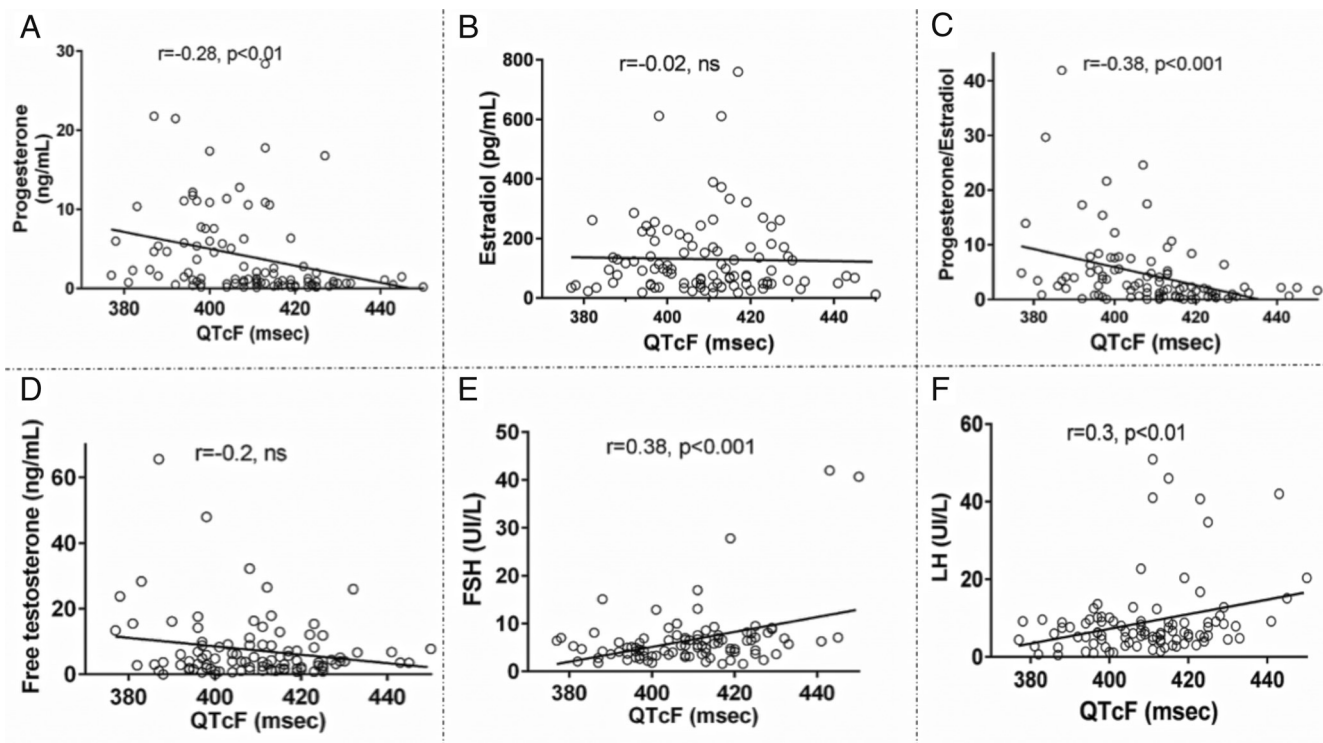 A
r=-0.28, p<0.01
Progesterone
(ng/mL)
30
20
10
0
380 400 420 440
QTcF (msec)
B
r=-0.02, ns
Estradiol (pg/mL)
800
600
400
200
0
380 400 420 440
QTcF (msec)
C
r=-0.38, p<0.001
Progesterone/Estradiol
40
30
20
10
0
380 400 420 440
QTcF (msec)
D
r=-0.2, ns
Free testosterone (ng/mL)
60
40
20
0
380 400 420 440
QTcF (msec)
E
r=0.38, p<0.001
FSH (UI/L)
50
40
30
20
10
0
380 400 420 440
QTcF (msec)
F
r=0.3, p<0.01
LH (UI/L)
60
40
20
0
380 400 420 440
QTcF (msec)